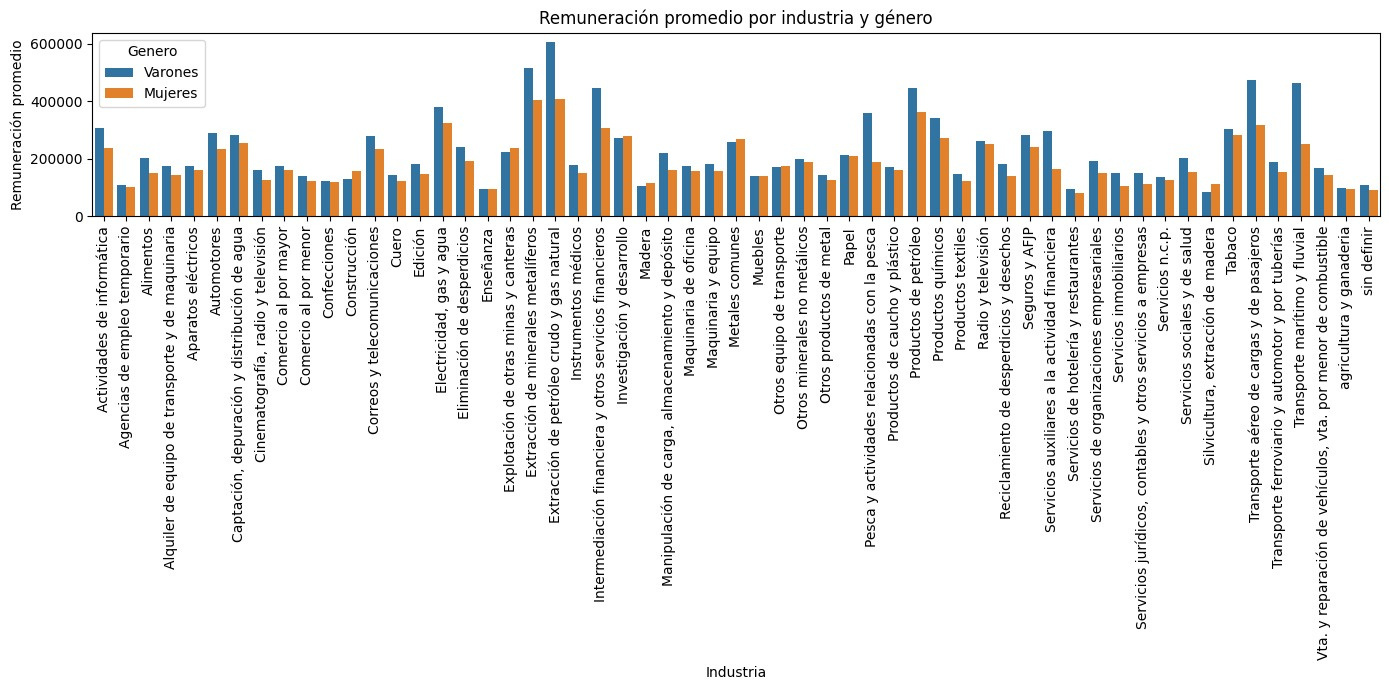 Remuneración promedio por industria y género
Remuneración promedio
600000
400000
200000
0
Genero
Varones
Mujeres
Actividades de informática
Agencias de empleo temporario
Alimentos
Alquiler de equipo de transporte y de maquinaria
Aparatos eléctricos
Automotores
Captación, depuración y distribución de agua
Cinematografía, radio y televisión
Comercio al por mayor
Comercio al por menor
Confecciones
Construcción
Correos y telecomunicaciones
Cuero
Edición
Electricidad, gas y agua
Eliminación de desperdicios
Enseñanza
Explotación de otras minas y canteras
Extracción de minerales metalíferos
Extracción de petróleo crudo y gas natural
Instrumentos médicos
Intermediación financiera y otros servicios financieros
Investigación y desarrollo
Madera
Manipulación de carga, almacenamiento y depósito
Maquinaria de oficina
Maquinaria y equipo
Metales comunes
Muebles
Otros equipo de transporte
Otros minerales no metálicos
Otros productos de metal
Papel
Pesca y actividades relacionadas con la pesca
Productos de caucho y plástico
Productos de petróleo
Productos químicos
Productos textiles
Radio y televisión
Reciclamiento de desperdicios y desechos
Seguros y AFJP
Servicios auxiliares a la actividad financiera
Servicios de hotelería y restaurantes
Servicios de organizaciones empresariales
Servicios inmobiliarios
Servicios jurídicos, contables y otros servicios a empresas
Servicios n.c.p.
Servicios sociales y de salud
Silvicultura, extracción de madera
Tabaco
Transporte aéreo de cargas y de pasajeros
Transporte ferroviario y automotor y por tuberías
Transporte marítimo y fluvial
Vta. y reparación de vehículos, vta. por menor de combustible
agricultura y ganaderia
sin definir
Industria